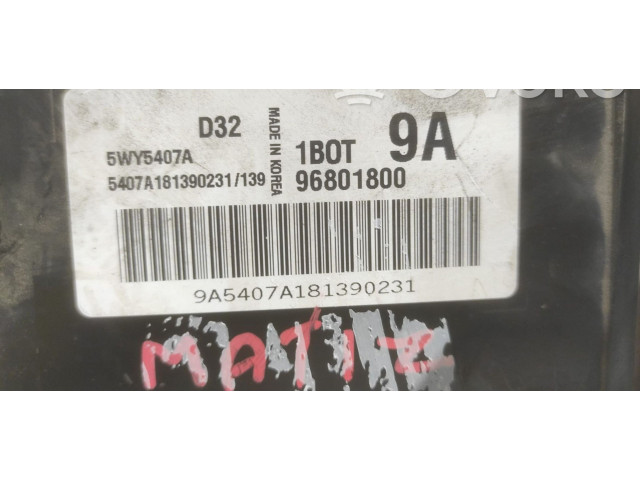 D32
5WY5407A
5407A181390231/139
MADE IN KOREA
1BOT 9A
96801800
9A5407A181390231
MATIZ